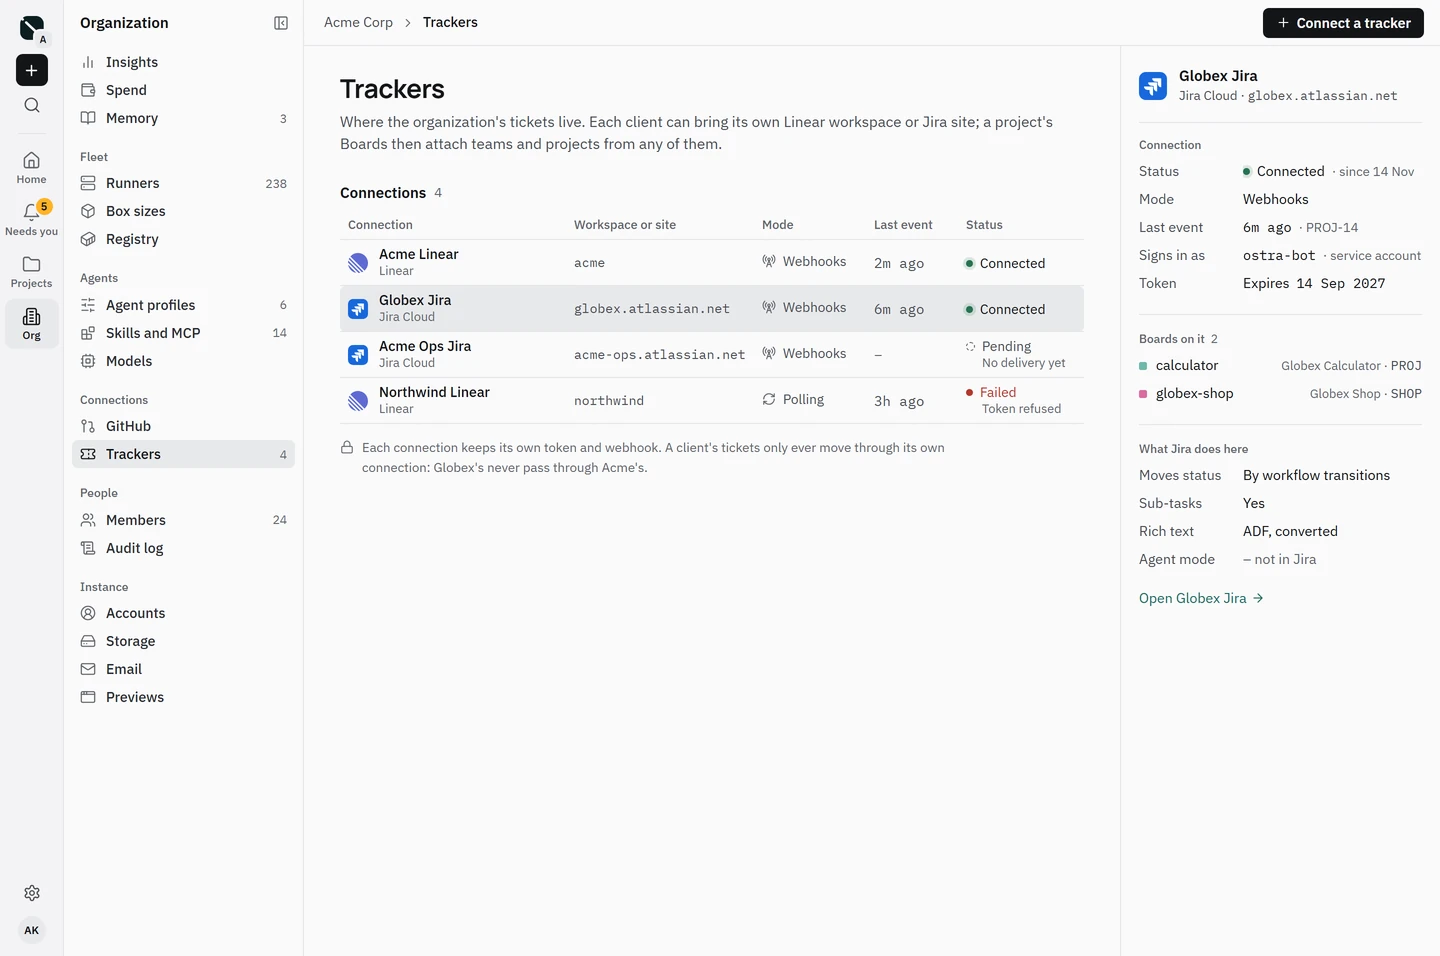 A
Organization
Insights
Spend
Memory 3
Fleet
Runners 238
Box sizes
Registry
Agents
Agent profiles 6
Skills and MCP 14
Models
Connections
GitHub
Trackers 4
People
Members 24
Audit log
Instance
Accounts
Storage
Email
Previews
Home
5
Needs you
Projects
Org
AK
Acme Corp > Trackers
+ Connect a tracker
Trackers
Where the organization's tickets live. Each client can bring its own Linear workspace or Jira site; a project's
Boards then attach teams and projects from any of them.
Connections 4
Connection Workspace or site Mode Last event Status
Acme Linear
Linear
acme Webhooks 2m ago Connected
Globex Jira
Jira Cloud
globex.atlassian.net Webhooks 6m ago Connected
Acme Ops Jira
Jira Cloud
acme-ops.atlassian.net Webhooks – Pending
No delivery yet
Northwind Linear
Linear
northwind Polling 3h ago Failed
Token refused
Each connection keeps its own token and webhook. A client's tickets only ever move through its own
connection: Globex's never pass through Acme's.
Globex Jira
Jira Cloud · globex.atlassian.net
Connection
Status Connected · since 14 Nov
Mode Webhooks
Last event 6m ago · PROJ-14
Signs in as ostra-bot · service account
Token Expires 14 Sep 2027
Boards on it 2
calculator Globex Calculator · PROJ
globex-shop Globex Shop · SHOP
What Jira does here
Moves status By workflow transitions
Sub-tasks Yes
Rich text ADF, converted
Agent mode – not in Jira
Open Globex Jira →